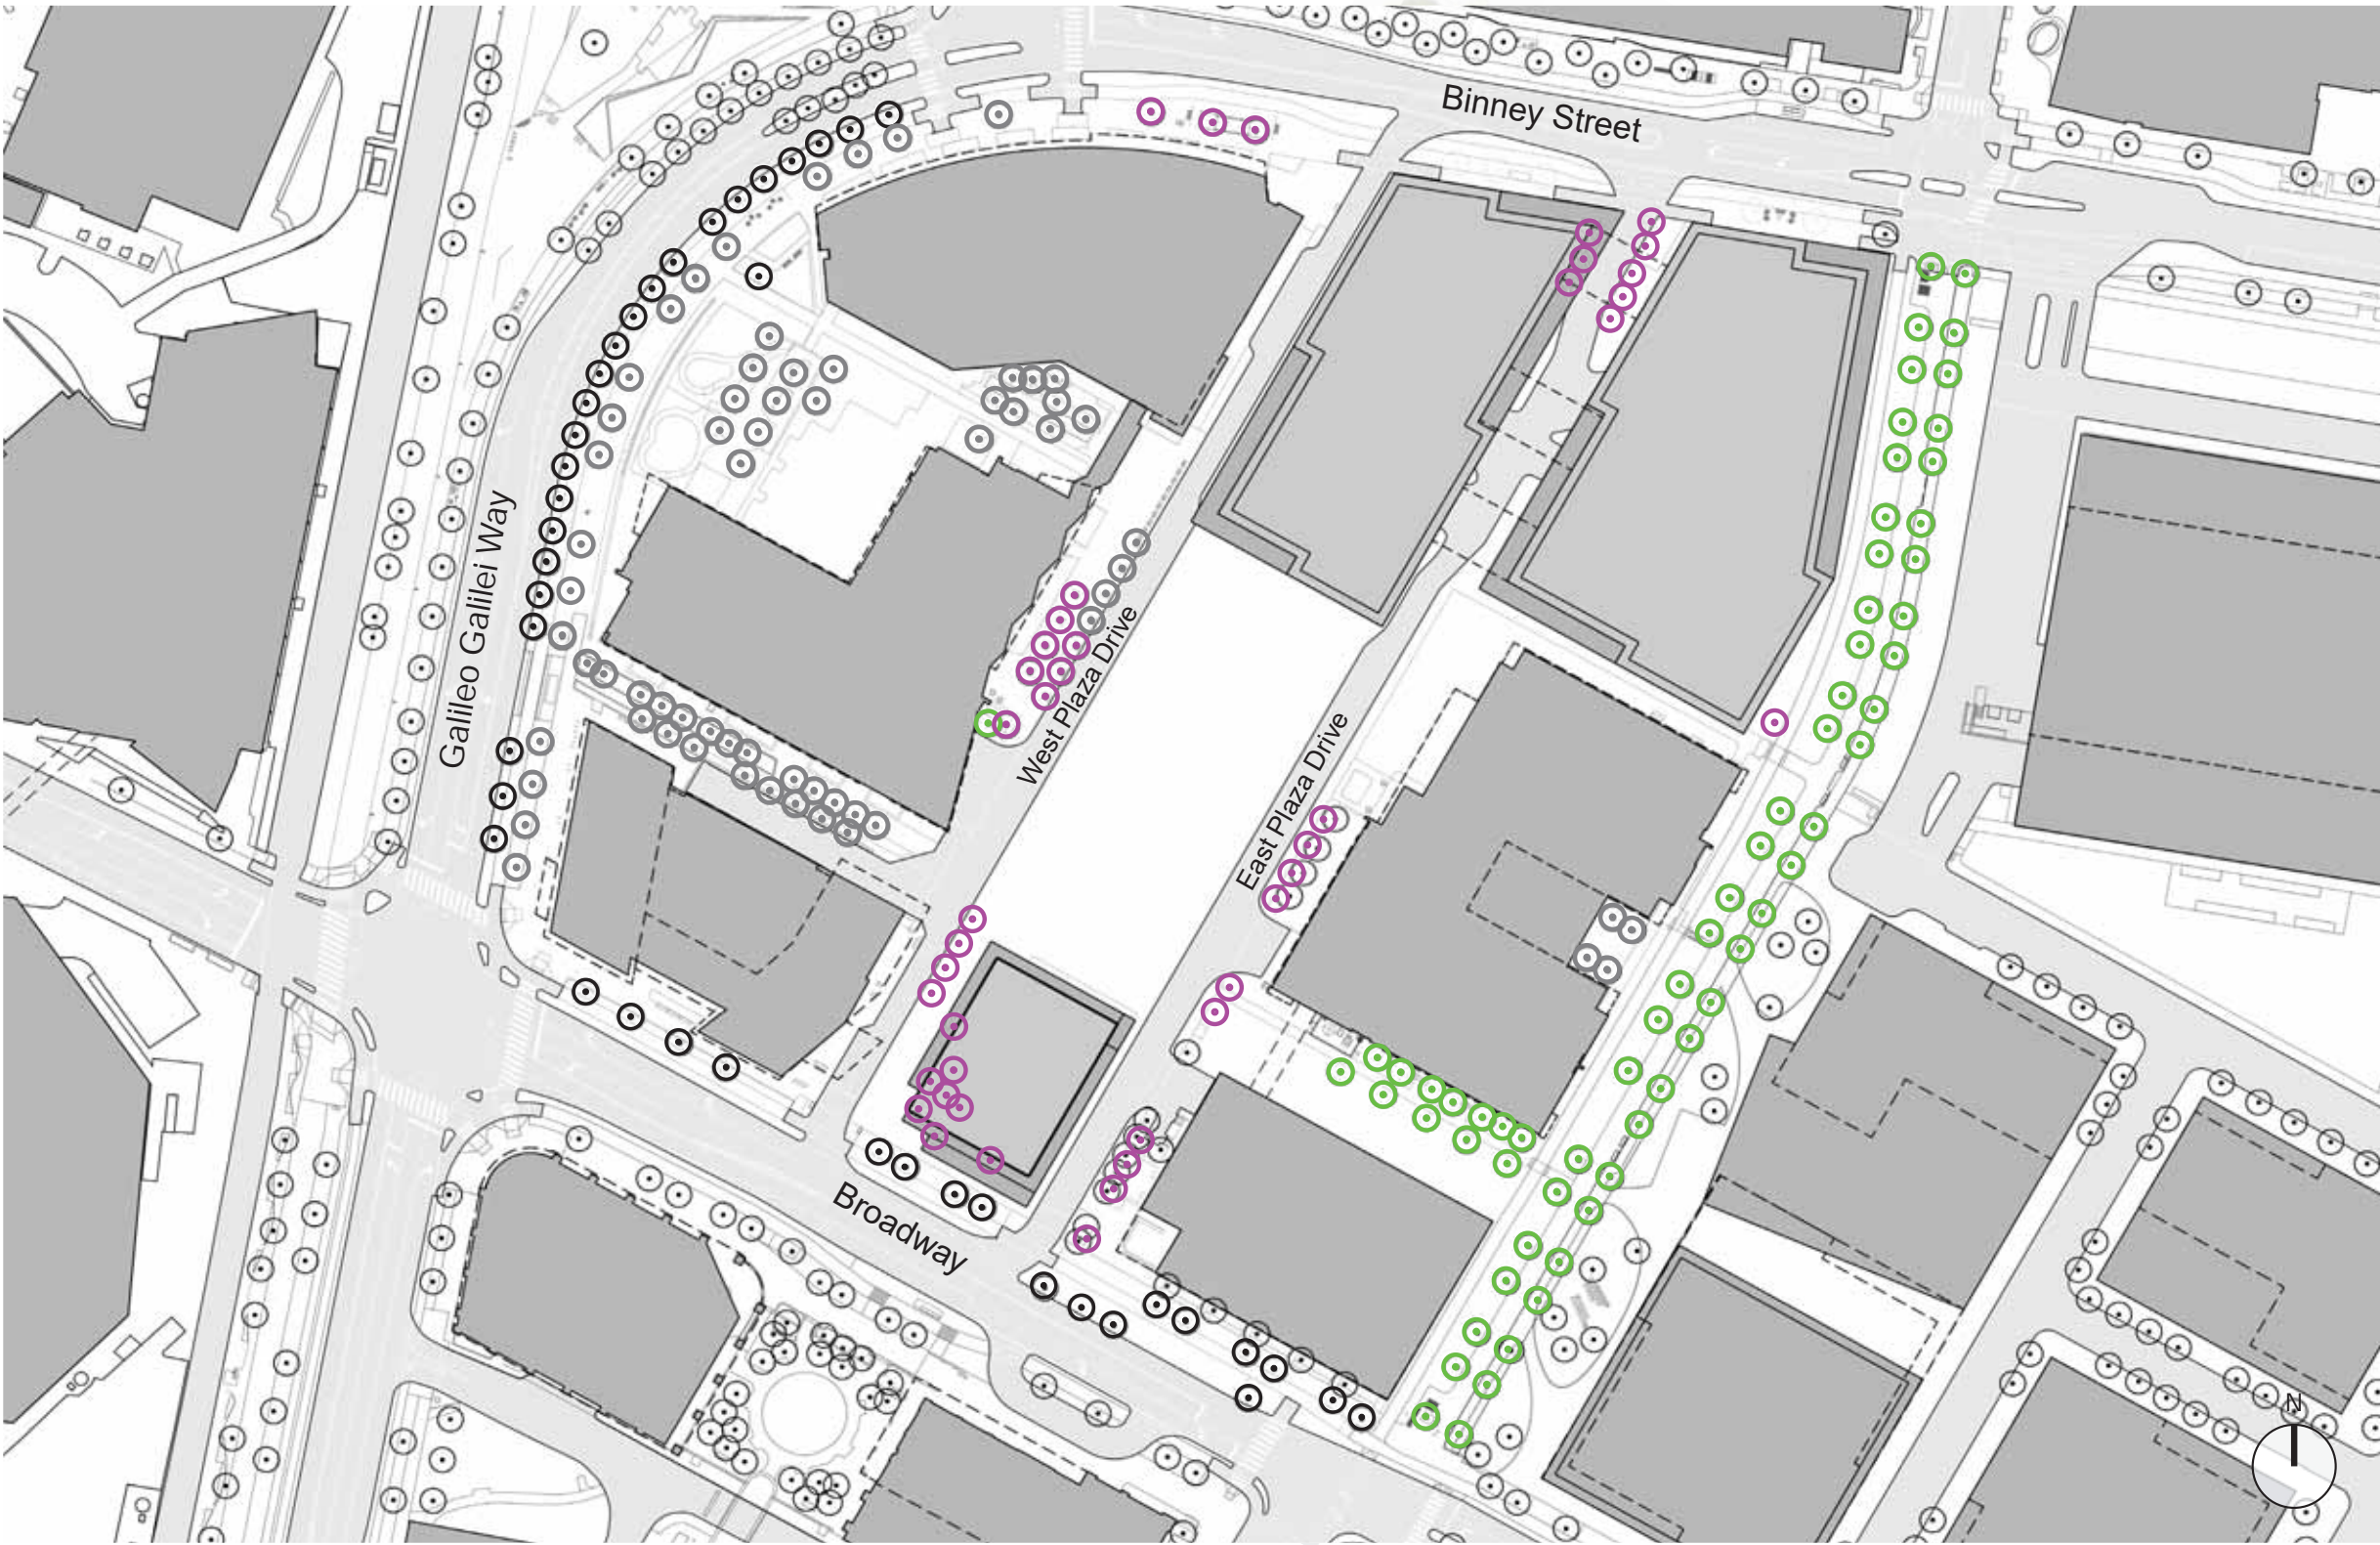 Binney Street
Galileo Galilei Way
West Plaza Drive
East Plaza Drive
Broadway
N